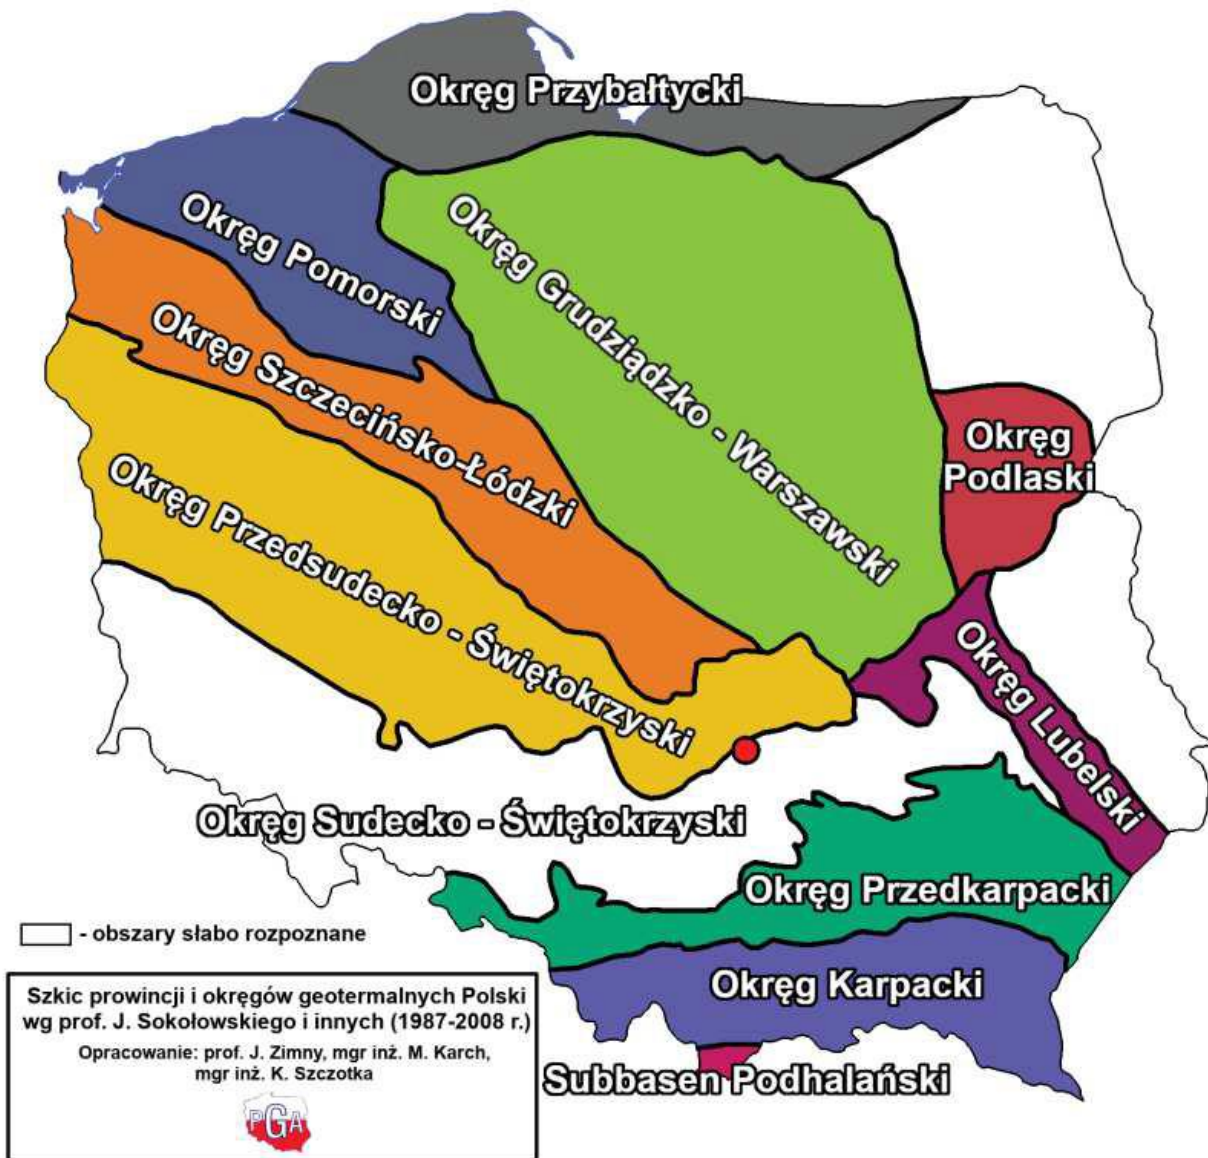 Okręg Przybałtycki
Okręg Pomorski
Okręg Grudziądzko - Warszawski
Okręg Szczecińsko-Łódzki
Okręg
Podlaski
Okręg Przedsudecko - Świętokrzyski
Okręg Lubelski
Okręg Sudecko - Świętokrzyski
Okręg Przedkarpacki
- obszary słabo rozpoznane
Okręg Karpacki
Subbasen Podhalański
Szkic prowincji i okręgów geotermalnych Polski
wg prof. J. Sokołowskiego i innych (1987-2008 r.)
Opracowanie: prof. J. Zimny, mgr inż. M. Karch,
mgr inż. K. Szczotka
PGA